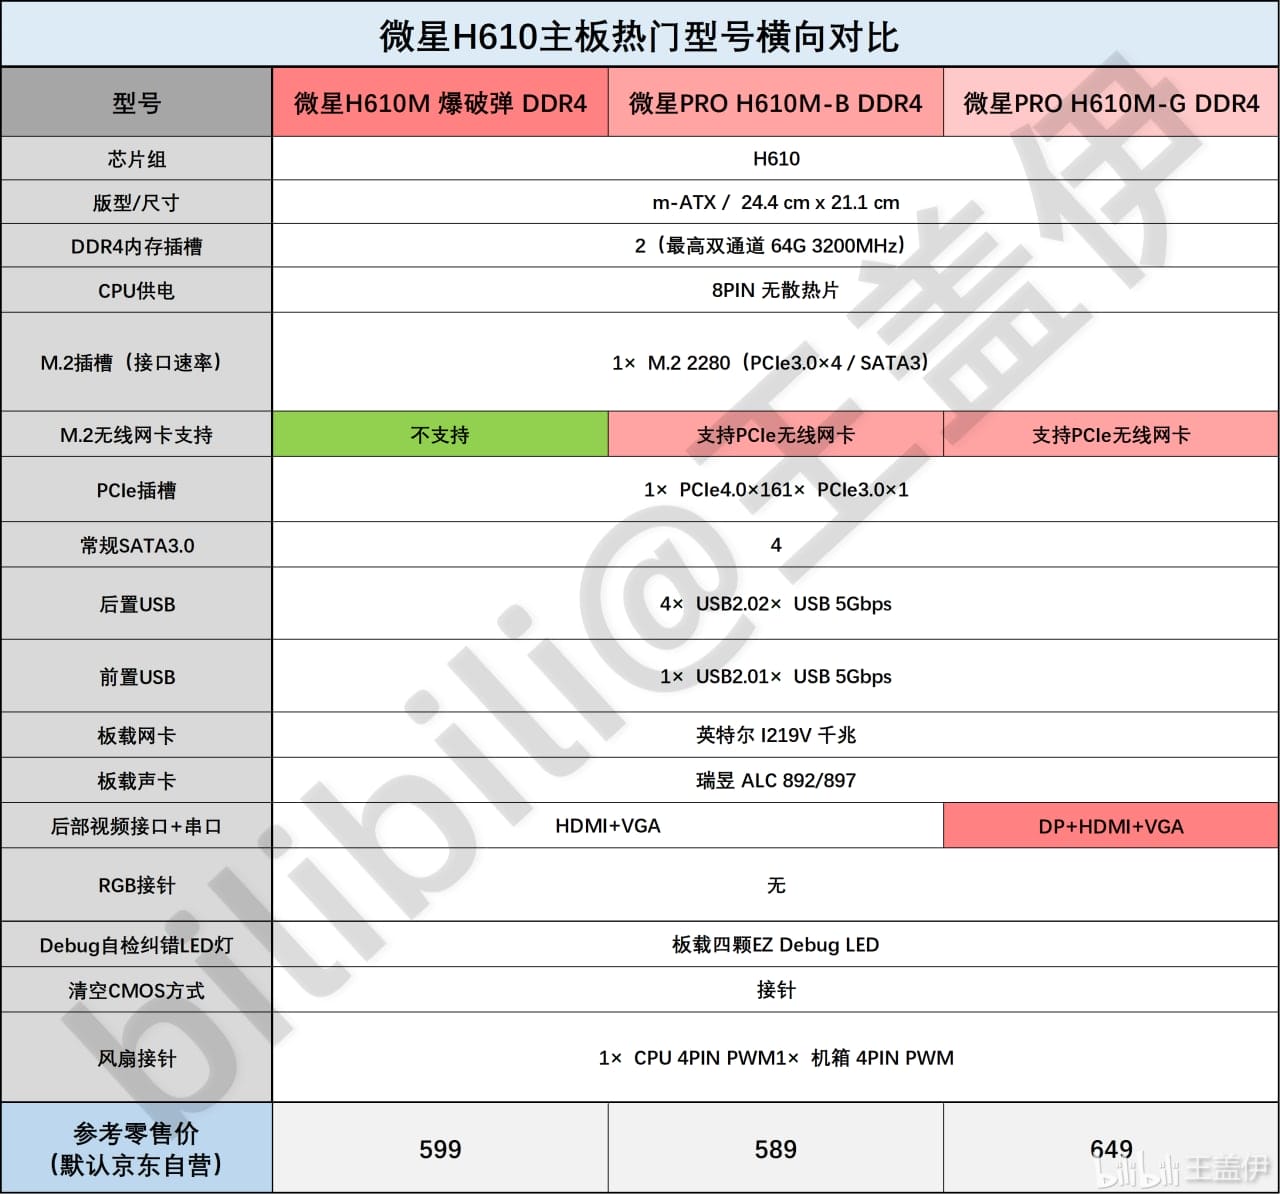 微星H610主板热门型号横向对比
型号 微星H610M 爆破弹 DDR4 微星PRO H610M-B DDR4 微星PRO H610M-G DDR4
芯片组 H610
版型/尺寸 m-ATX / 24.4 cm x 21.1 cm
DDR4内存插槽 2（最高双通道 64G 3200MHz）
CPU供电 8PIN 无散热片
M.2插槽（接口速率） 1× M.2 2280（PCIe3.0×4 / SATA3）
M.2无线网卡支持 不支持 支持PCIe无线网卡 支持PCIe无线网卡
PCIe插槽 1× PCIe4.0×161× PCIe3.0×1
常规SATA3.0 4
后置USB 4× USB2.02× USB 5Gbps
前置USB 1× USB2.01× USB 5Gbps
板载网卡 英特尔 I219V 千兆
板载声卡 瑞昱 ALC 892/897
后部视频接口+串口 HDMI+VGA DP+HDMI+VGA
RGB接针 无
Debug自检纠错LED灯 板载四颗EZ Debug LED
清空CMOS方式 接针
风扇接针 1× CPU 4PIN PWM1× 机箱 4PIN PWM
参考零售价
（默认京东自营） 599 589 649
bilibili@王盖伊
bilibili 王盖伊